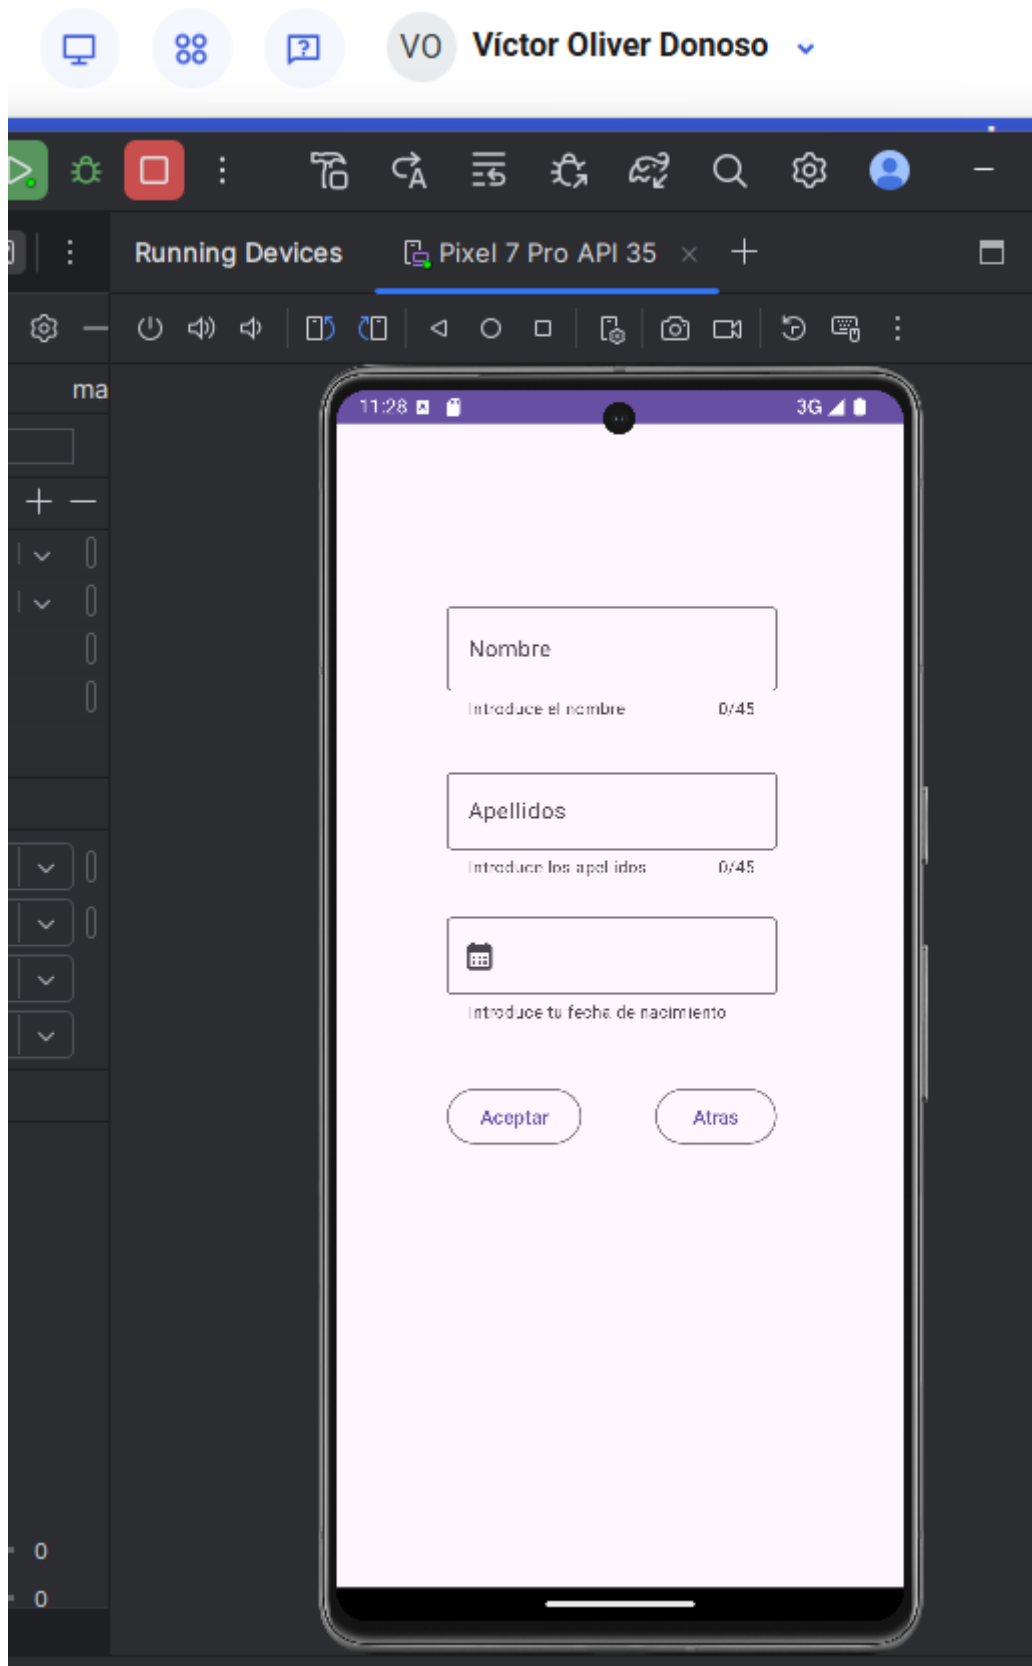 VO Víctor Oliver Donoso
Running Devices Pixel 7 Pro API 35
ma
11:28 3G
Nombre
Introduce el nombre 0/45
Apellidos
Introduce los apellidos 0/45
Introduce tu fecha de nacimiento
Aceptar Atras
0
0